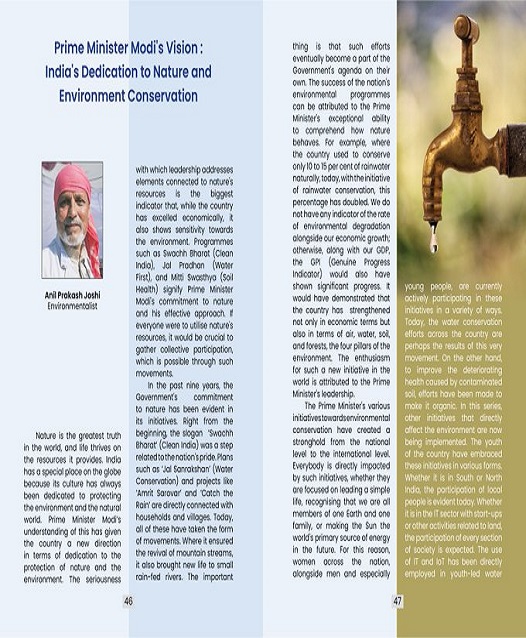 Prime Minister Modi's Vision :
India's Dedication to Nature and
Environment Conservation
Anil Prakash Joshi
Environmentalist
Nature is the greatest truth
in the world, and life thrives on
the resources it provides. India
has a special place on the globe
because its culture has always
been dedicated to protecting
the environment and the natural
world. Prime Minister Modi's
understanding of this has given
the country a new direction
in terms of dedication to the
protection of nature and the
environment. The seriousness
with which leadership addresses
elements connected to nature's
resources is the biggest
indicator that, while the country
has excelled economically, it
also shows sensitivity towards
the environment. Programmes
such as Swachh Bharat (Clean
India), Jal Pradhan (Water
First), and Mitti Swasthya (Soil
Health) signify Prime Minister
Modi's commitment to nature
and his effective approach. If
everyone were to utilise nature's
resources, it would be crucial to
gather collective participation,
which is possible through such
movements.
In the past nine years, the
Government's commitment
to nature has been evident in
its initiatives. Right from the
beginning, the slogan 'Swachh
Bharat' (Clean India) was a step
related to the nation's pride. Plans
such as 'Jal Sanrakshan' (Water
Conservation) and projects like
'Amrit Sarovar' and 'Catch the
Rain' are directly connected with
households and villages. Today,
all of these have taken the form
of movements. Where it ensured
the revival of mountain streams,
it also brought new life to small
rain-fed rivers. The important
46
thing is that such efforts
eventually become a part of the
Government's agenda on their
own. The success of the nation's
environmental programmes
can be attributed to the Prime
Minister's exceptional ability
to comprehend how nature
behaves. For example, where
the country used to conserve
only 10 to 15 per cent of rainwater
naturally, today, with the initiative
of rainwater conservation, this
percentage has doubled. We do
not have any indicator of the rate
of environmental degradation
alongside our economic growth;
otherwise, along with our GDP,
the GPI (Genuine Progress
Indicator) would also have
shown significant progress. It
would have demonstrated that
the country has strengthened
not only in economic terms but
also in terms of air, water, soil,
and forests, the four pillars of the
environment. The enthusiasm
for such a new initiative in the
world is attributed to the Prime
Minister's leadership.
The Prime Minister's various
initiatives towards environmental
conservation have created a
stronghold from the national
level to the international level.
Everybody is directly impacted
by such initiatives, whether they
are focused on leading a simple
life, recognising that we are all
members of one Earth and one
family, or making the Sun the
world's primary source of energy
in the future. For this reason,
women across the nation,
alongside men and especially
young people, are currently
actively participating in these
initiatives in a variety of ways.
Today, the water conservation
efforts across the country are
perhaps the results of this very
movement. On the other hand,
to improve the deteriorating
health caused by contaminated
soil, efforts have been made to
make it organic. In this series,
other initiatives that directly
affect the environment are now
being implemented. The youth
of the country have embraced
these initiatives in various forms.
Whether it is in South or North
India, the participation of local
people is evident today. Whether
it is in the IT sector with start-ups
or other activities related to land,
the participation of every section
of society is expected. The use
of IT and IoT has been directly
employed in youth-led water
47